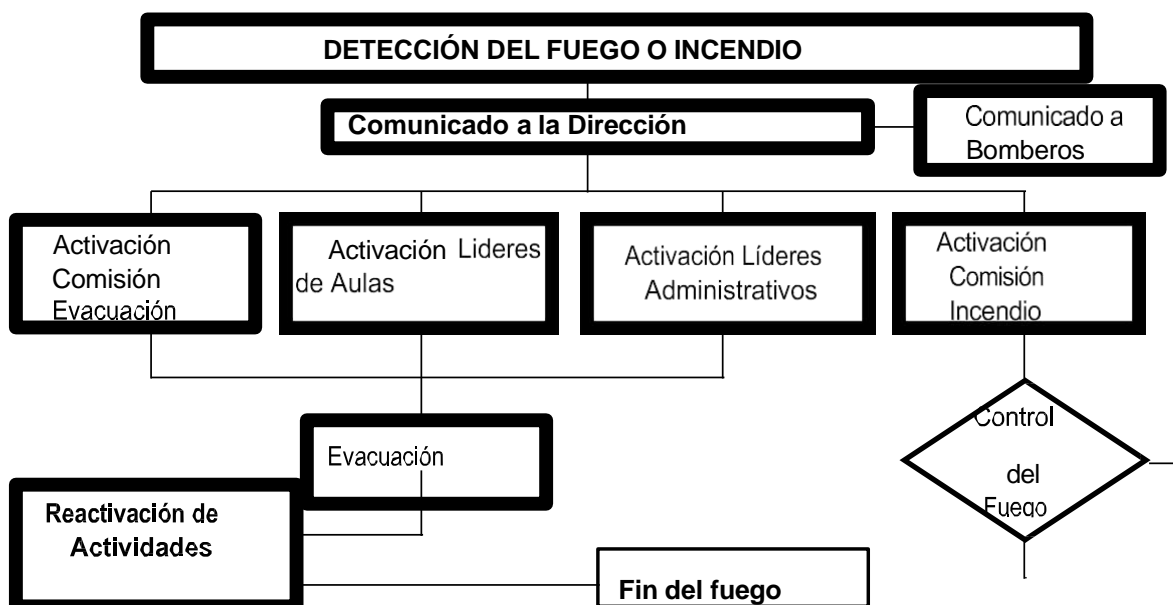 DETECCIÓN DEL FUEGO O INCENDIO
Comunicado a la Dirección
Comunicado a
Bomberos
Activación
Comisión
Evacuación
Activación Lideres
de Aulas
Activación Líderes
Administrativos
Activación
Comisión
Incendio
Control
del
Fuego
Evacuación
Reactivación de
Actividades
Fin del fuego